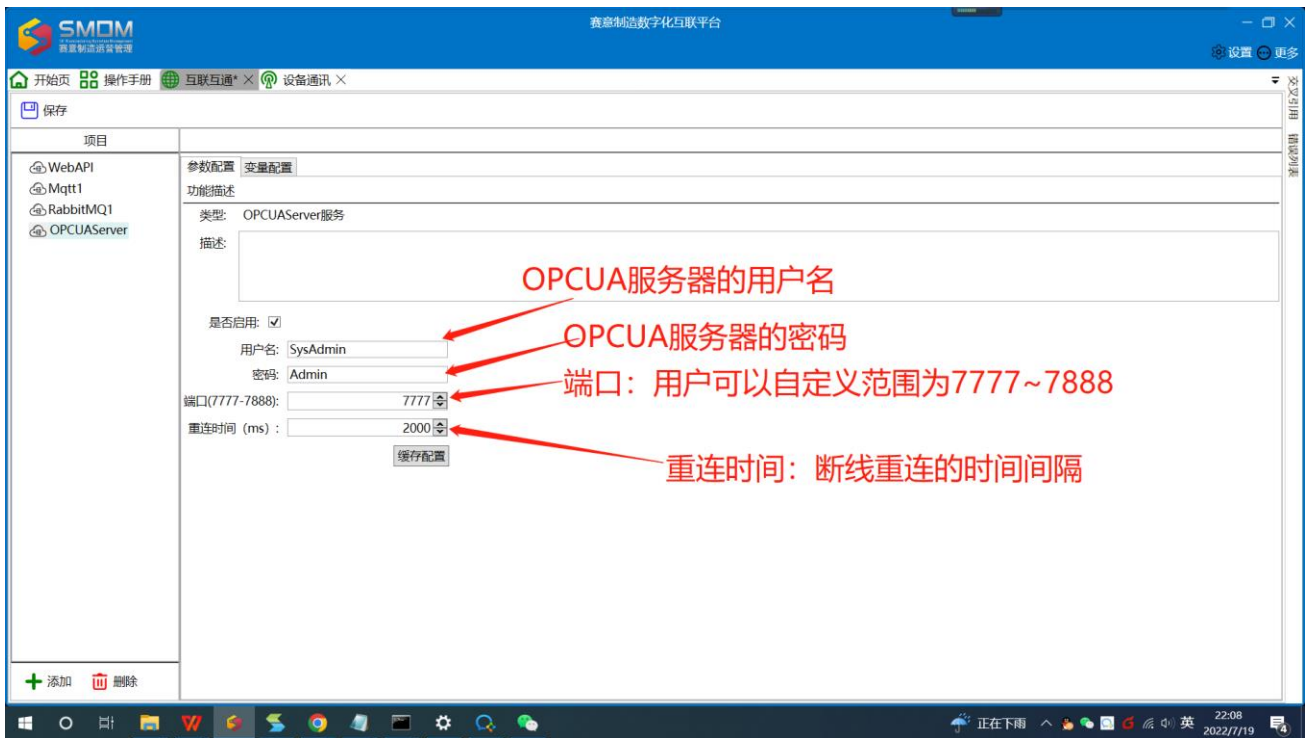 赛意制造数字化互联平台
SMOM
赛意制造运营管理
设置 更多
开始页 操作手册 互联互通* 设备通讯
交叉引用 错误列表
保存
项目
WebAPI
Mqtt1
RabbitMQ1
OPCUAServer
参数配置 变量配置
功能描述
类型: OPCUAServer服务
描述:
OPCUA服务器的用户名
是否启用:
OPCUA服务器的密码
用户名: SysAdmin
密码: Admin
端口：用户可以自定义范围为7777~7888
端口(7777-7888): 7777
重连时间（ms）: 2000
缓存配置
重连时间：断线重连的时间间隔
添加 删除
正在下雨 英 22:08
2022/7/19
4